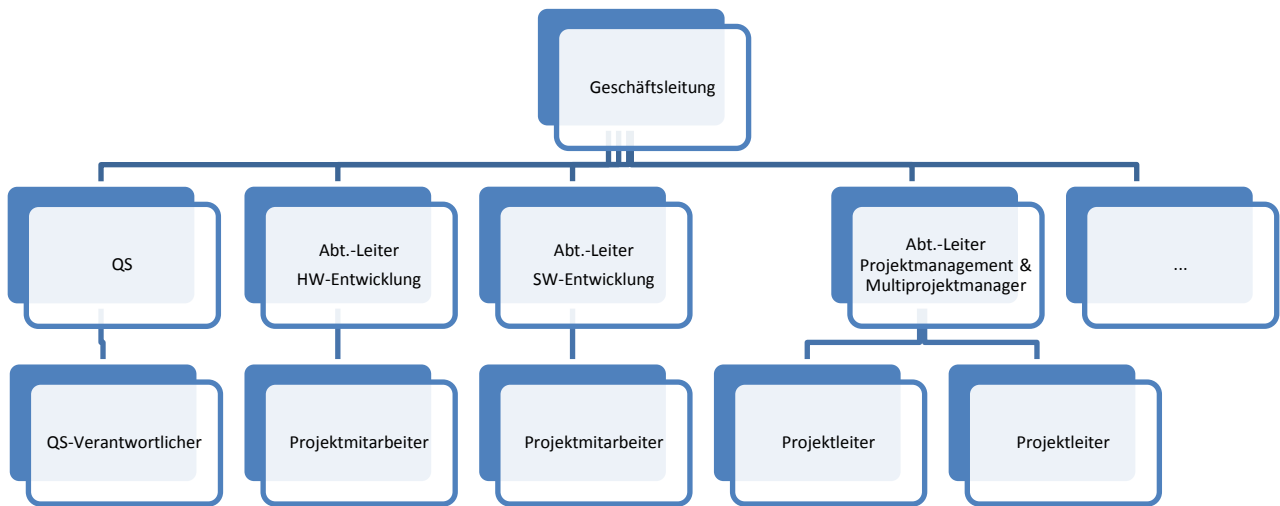 Geschäftsleitung
QS
Abt.-Leiter
HW-Entwicklung
Abt.-Leiter
SW-Entwicklung
Abt.-Leiter
Projektmanagement &
Multiprojektmanager
...
QS-Verantwortlicher
Projektmitarbeiter
Projektmitarbeiter
Projektleiter
Projektleiter